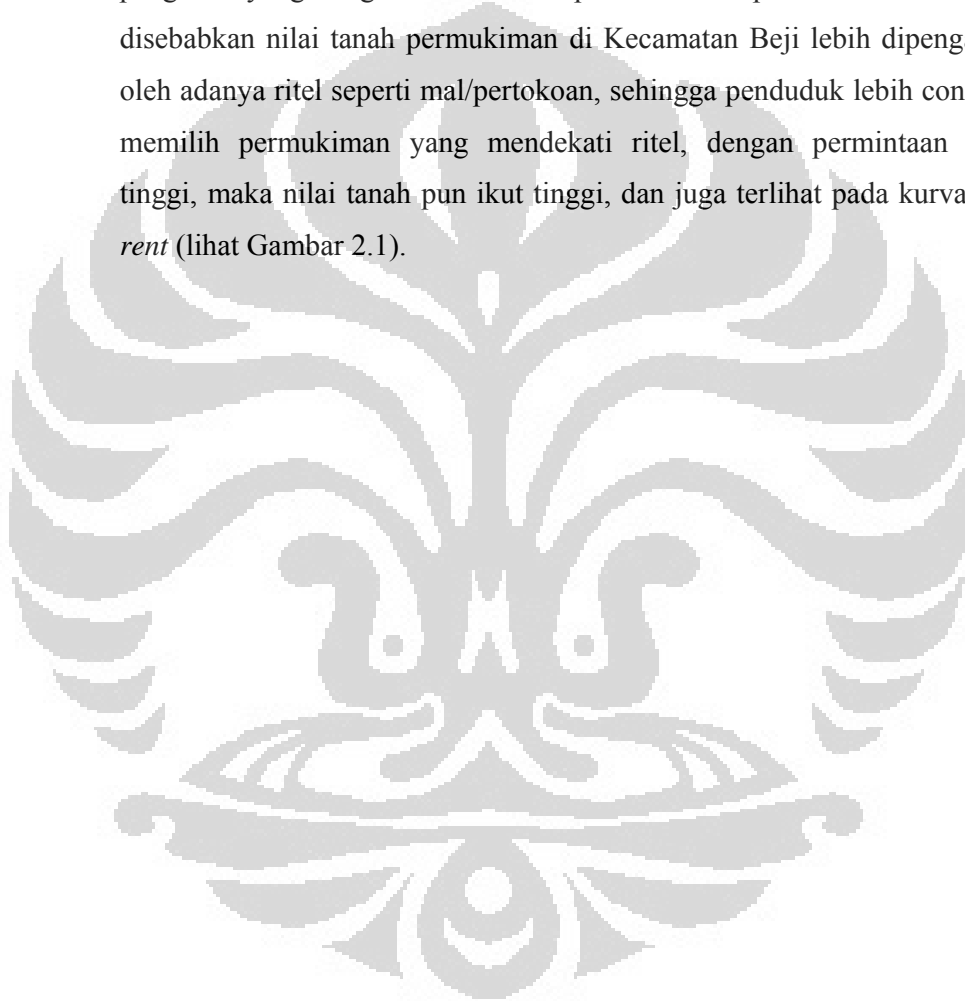 disebabkan nilai tanah permukiman di Kecamatan Beji lebih
oleh adanya ritel seperti mal/pertokoan, sehingga penduduk lebih
memilih permukiman yang mendekati ritel, dengan permintaan
tinggi, maka nilai tanah pun ikut tinggi, dan juga terlihat pada kurva
rent (lihat Gambar 2.1).